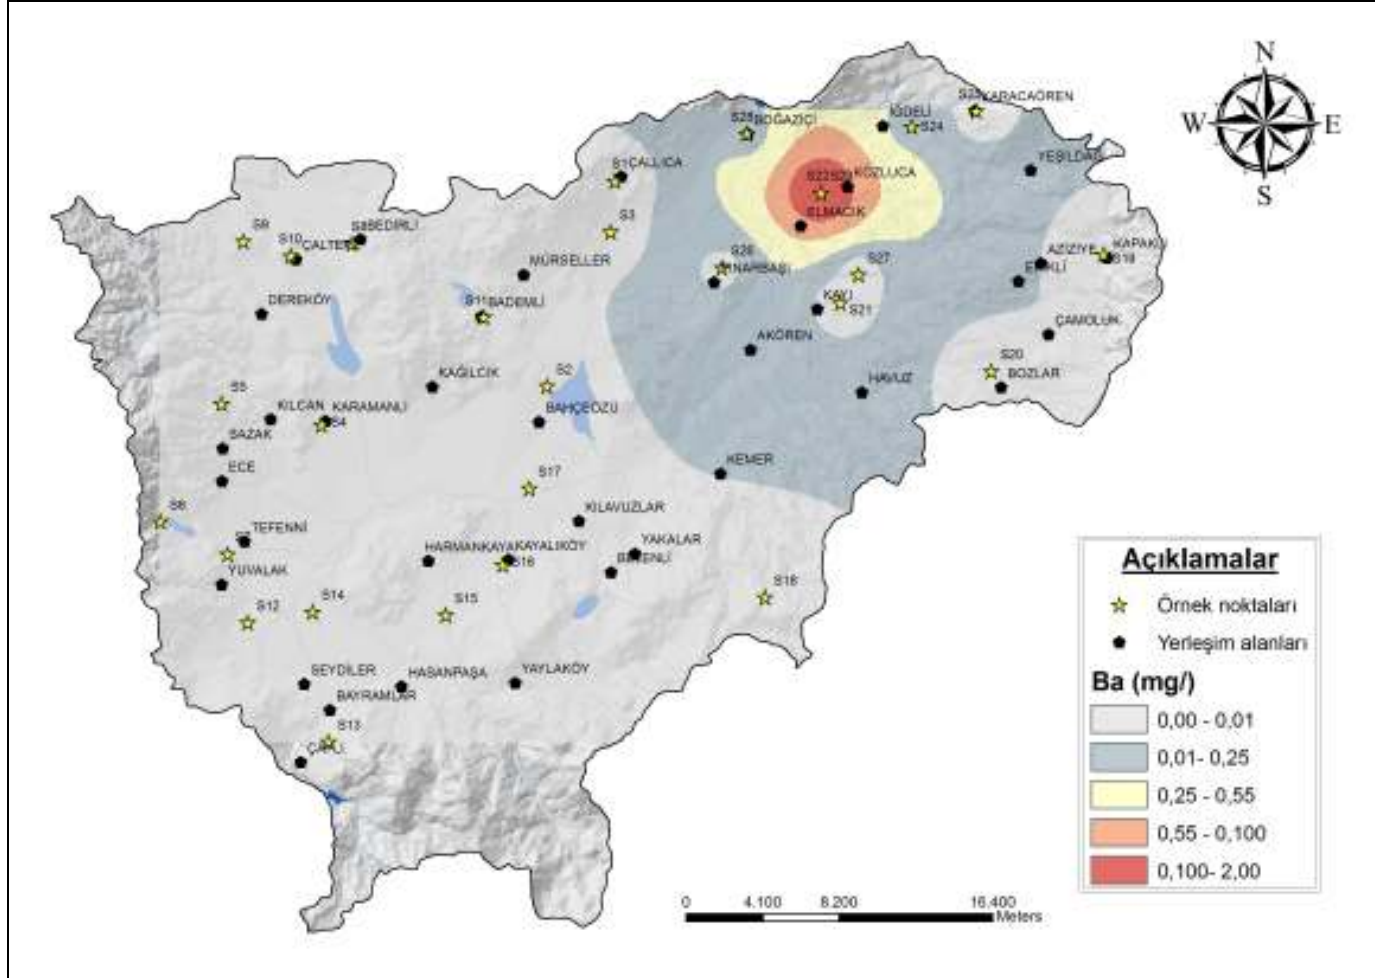 N
W
E
S
S25 KARACAÖREN
S28 BOĞAZİÇİ
İĞDELİ
S24
YEŞİLDAĞ
S1 ÇALLICA
KOZLUCA
ELMACIK
S3
S9
S10
S8 BEDİRLİ
MÜRSELLER
S26
S27
AZİZİYE
KAPAKLI
S19
DEREKÖY
S11 BADEMLİ
KAYI
S21
ÇAMOLUK
AKÖREN
S20
BOZLAR
KAĞILCIK
S2
HAVUZ
S5
KILCAN
KARAMANLI
S4
BAHÇEÖZÜ
SAZAK
ECE
KEMER
S17
S6
TEFENNİ
KILAVUZLAR
YAKALAR
HARMANKAYA
KAYALIKÖY
S16
YUVALAK
S12
S14
S15
S18
SEYDİLER
HASANPAŞA
YAYLAKÖY
BAYRAMLAR
S13
Açıklamalar
Örnek noktaları
Yerleşim alanları
Ba (mg/)
0,00 - 0,01
0,01- 0,25
0,25 - 0,55
0,55 - 0,100
0,100- 2,00
0 4.100 8.200 16.400
Meters